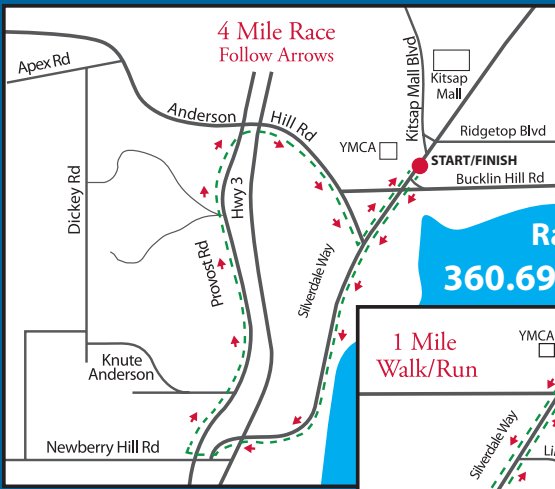 4 Mile Race
Follow Arrows
Apex Rd
Anderson Hill Rd
Kitsap Mall Blvd
Kitsap
Mall
Ridgetop Blvd
YMCA
START/FINISH
Bucklin Hill Rd
Dickey Rd
Hwy 3
Provost Rd
Silverdale Way
360.69
Knute
Anderson
Newberry Hill Rd
1 Mile
Walk/Run
YMCA
Silverdale Way